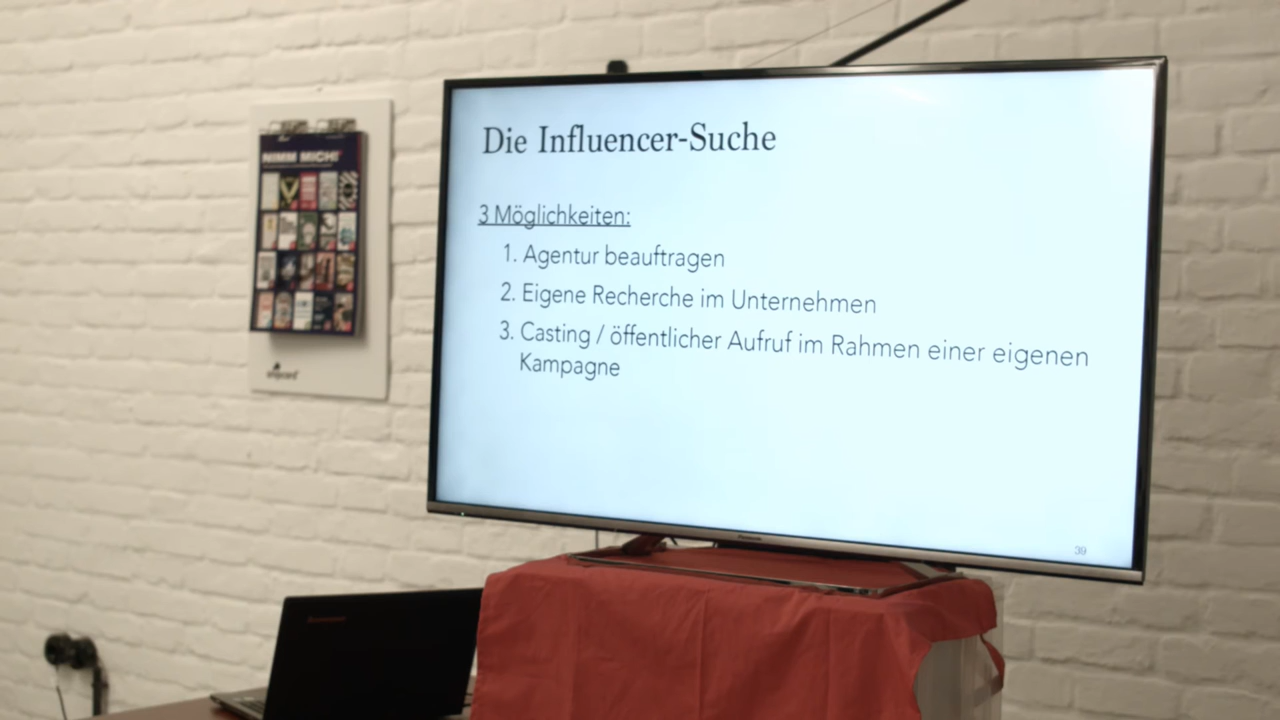 NIMM MICH!
Die Influencer-Suche
3 Möglichkeiten:
1. Agentur beauftragen
2. Eigene Recherche im Unternehmen
3. Casting / öffentlicher Aufruf im Rahmen einer eigenen
Kampagne
39
Panasonic